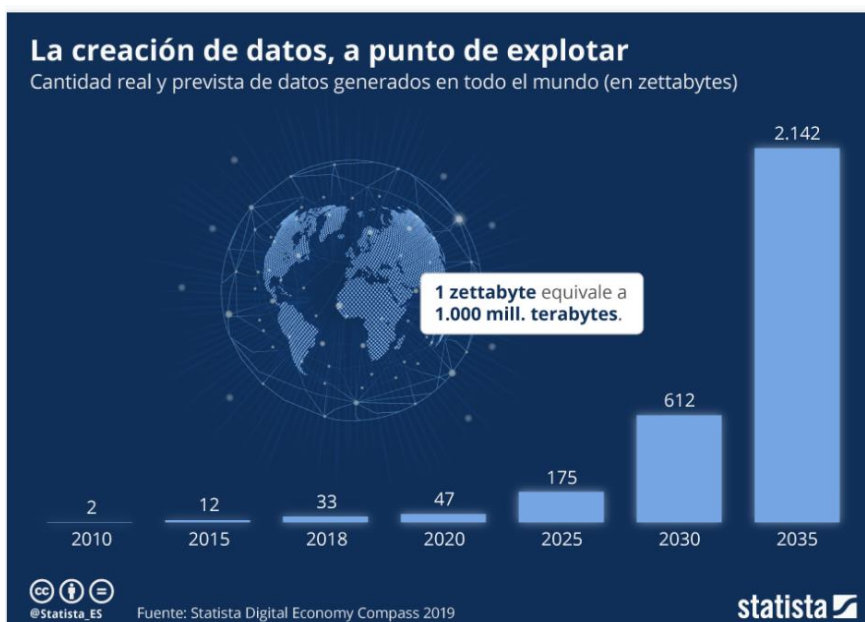 La creación de datos, a punto de explotar
Cantidad real y prevista de datos generados en todo el mundo (en zettabytes)
2.142
1 zettabyte equivale a
1.000 mill. terabytes.
612
175
2 12 33 47
2010 2015 2018 2020 2025 2030 2035
cc
@Statista_ES Fuente: Statista Digital Economy Compass 2019
statista